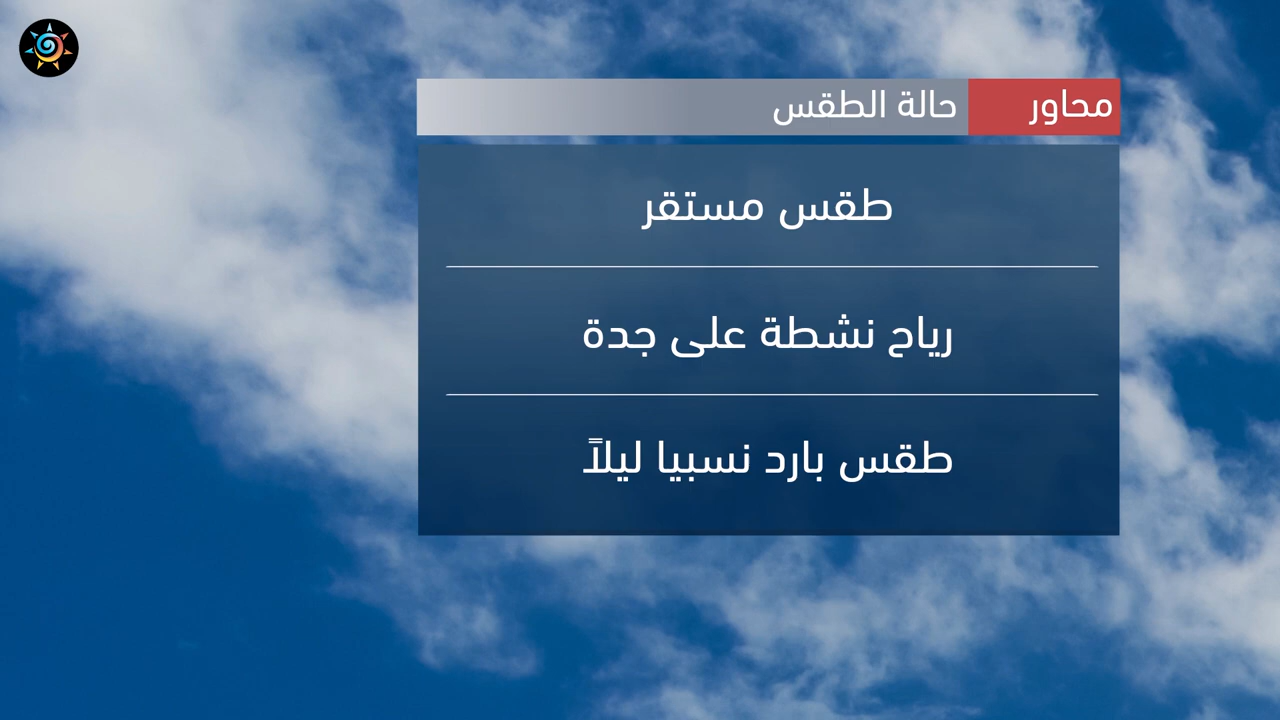 محاور
حالة الطقس
طقس مستقر
رياح نشطة على جدة
طقس بارد نسبيا ليلاً